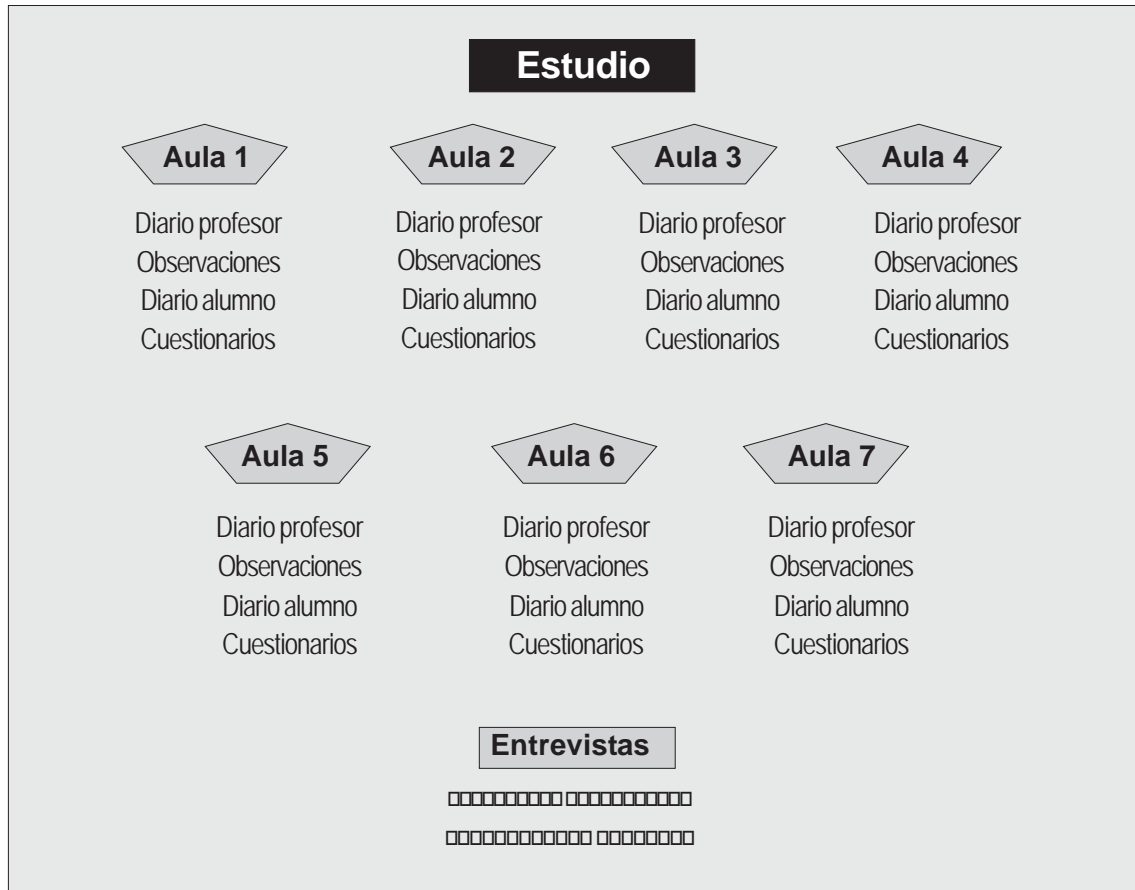 Estudio
Aula 1
Aula 2
Aula 3
Aula 4
Diario profesor
Observaciones
Diario alumno
Cuestionarios
Diario profesor
Observaciones
Diario alumno
Cuestionarios
Diario profesor
Observaciones
Diario alumno
Cuestionarios
Diario profesor
Observaciones
Diario alumno
Cuestionarios
Aula 5
Aula 6
Aula 7
Diario profesor
Observaciones
Diario alumno
Cuestionarios
Diario profesor
Observaciones
Diario alumno
Cuestionarios
Diario profesor
Observaciones
Diario alumno
Cuestionarios
Entrevistas